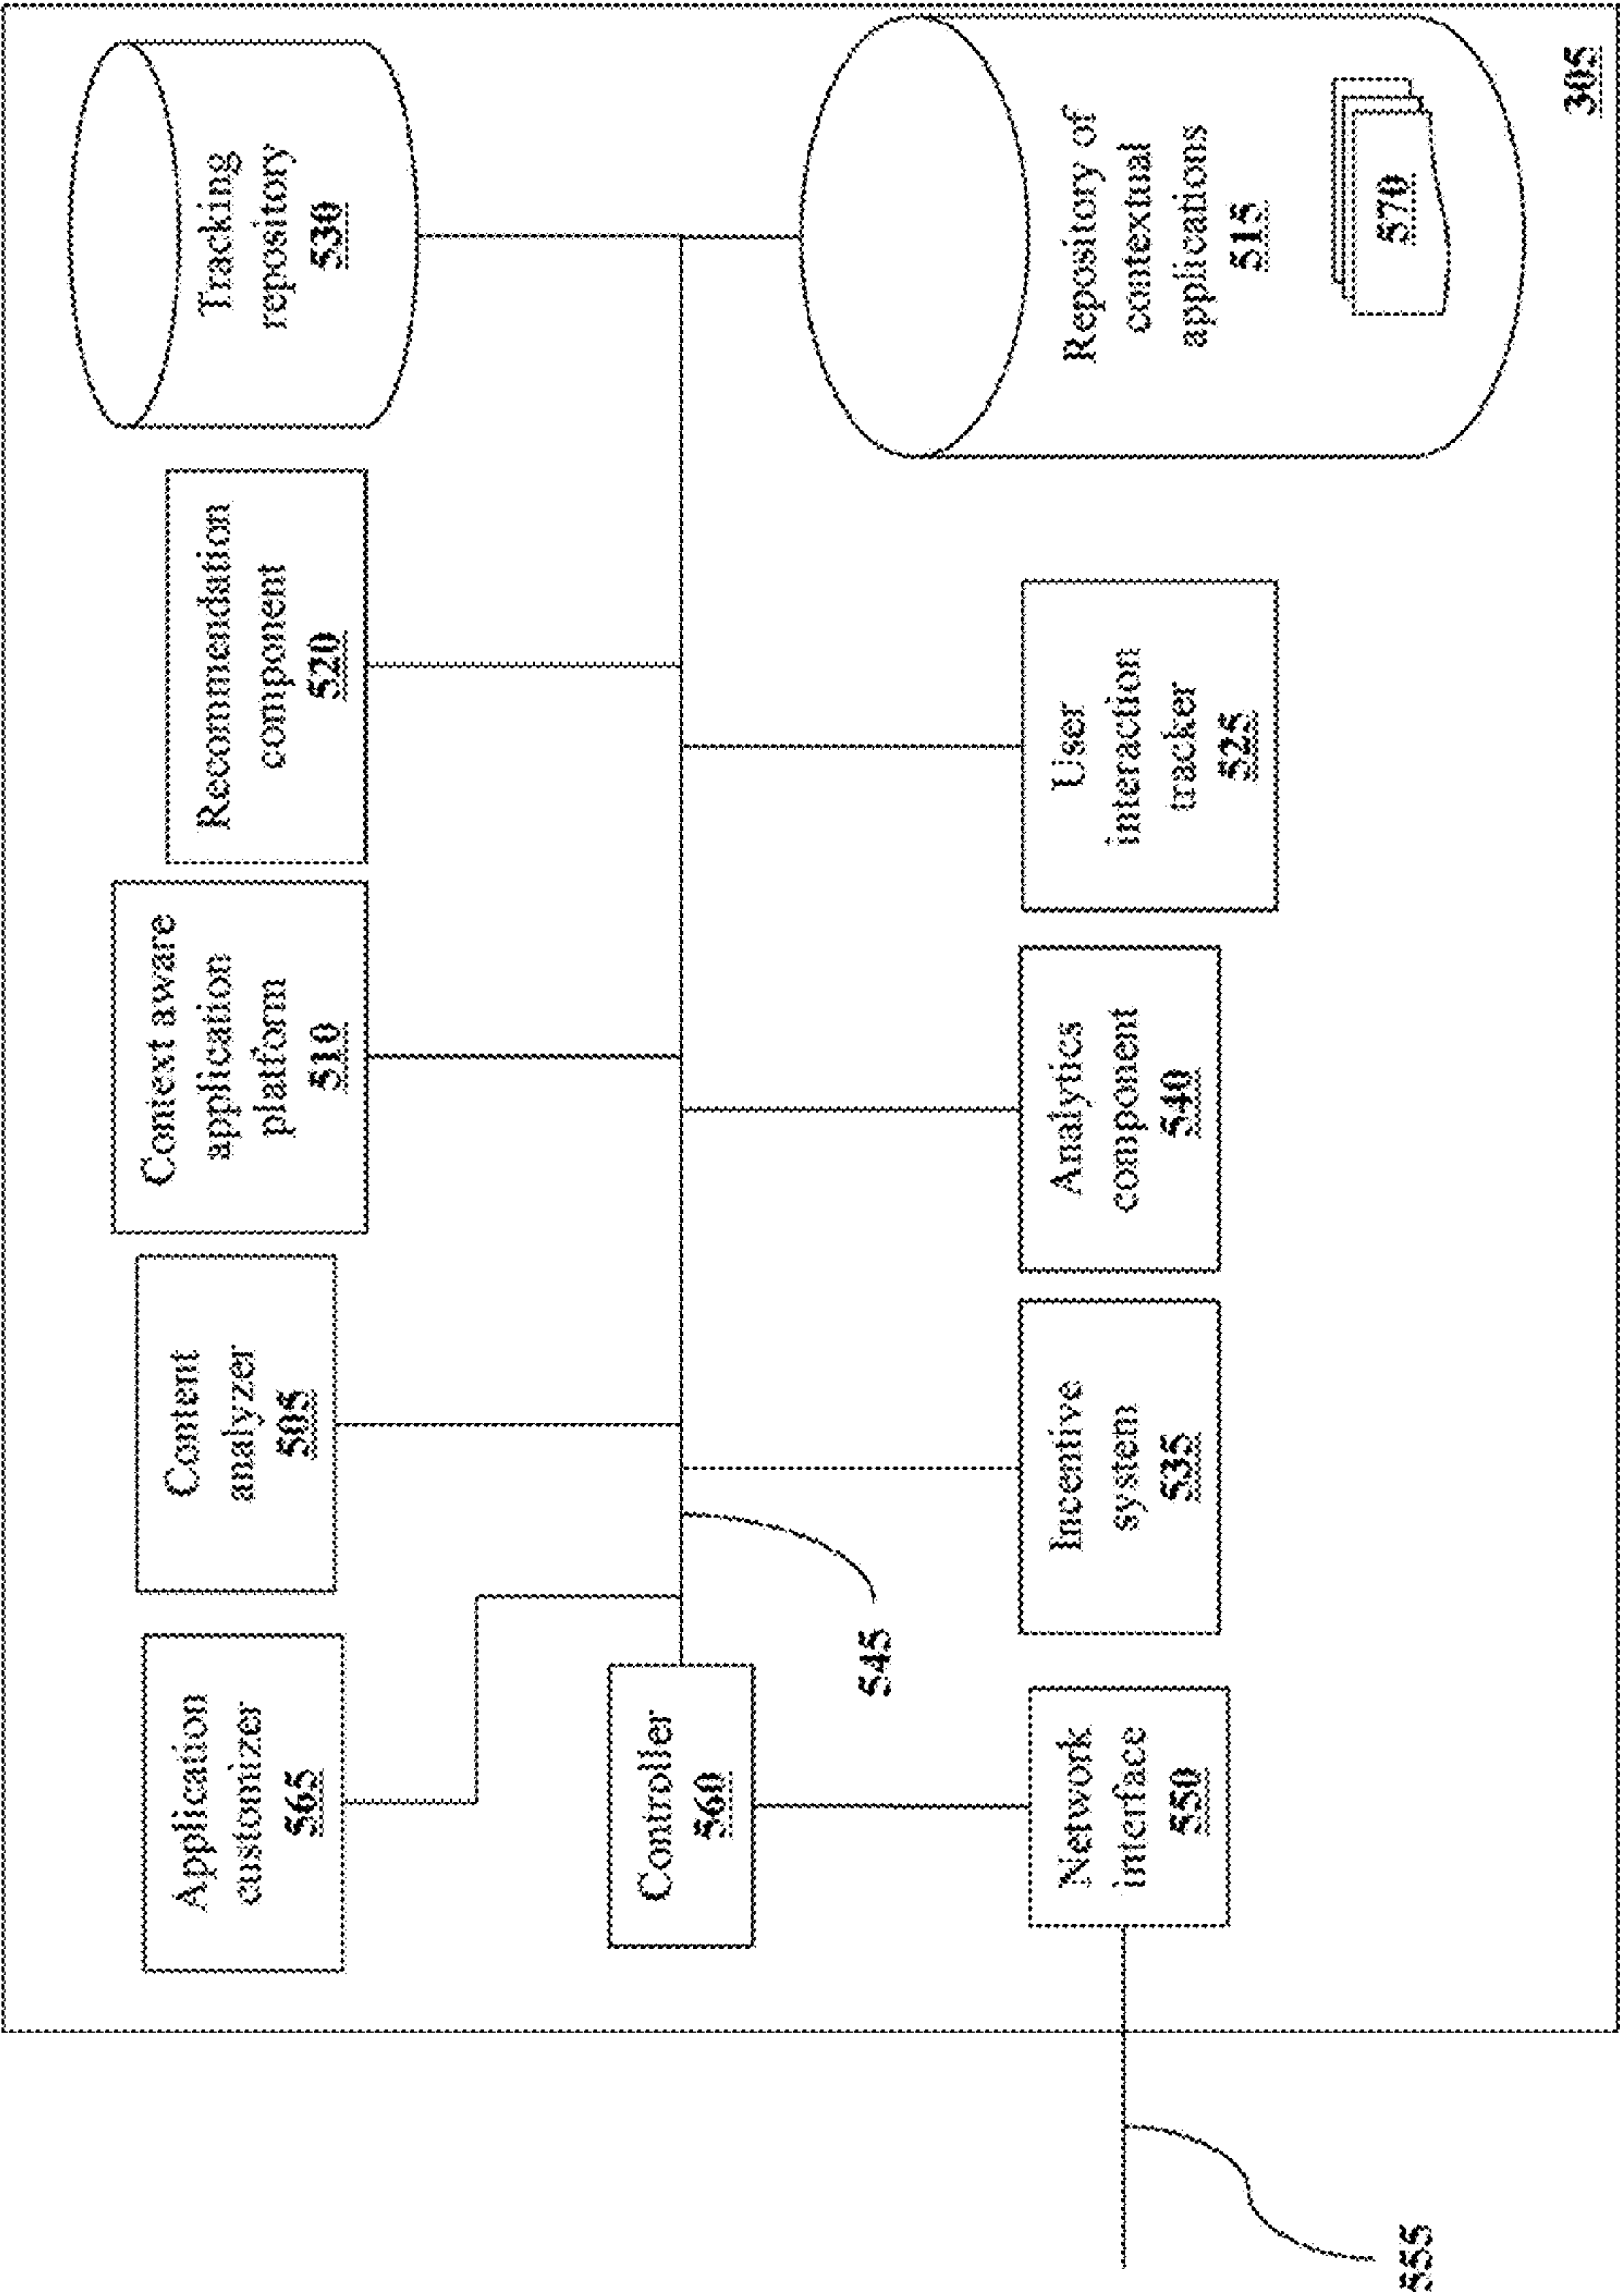 Application
customizer
565
Content
analyzer
505
Context aware
application
platform
510
Recommendation
component
520
Tracking
repository
530
Controller
560
545
Network
interface
550
Incentive
system
535
Analytics
component
540
User
interaction
tracker
525
Repository of
contextual
applications
515
570
555
305